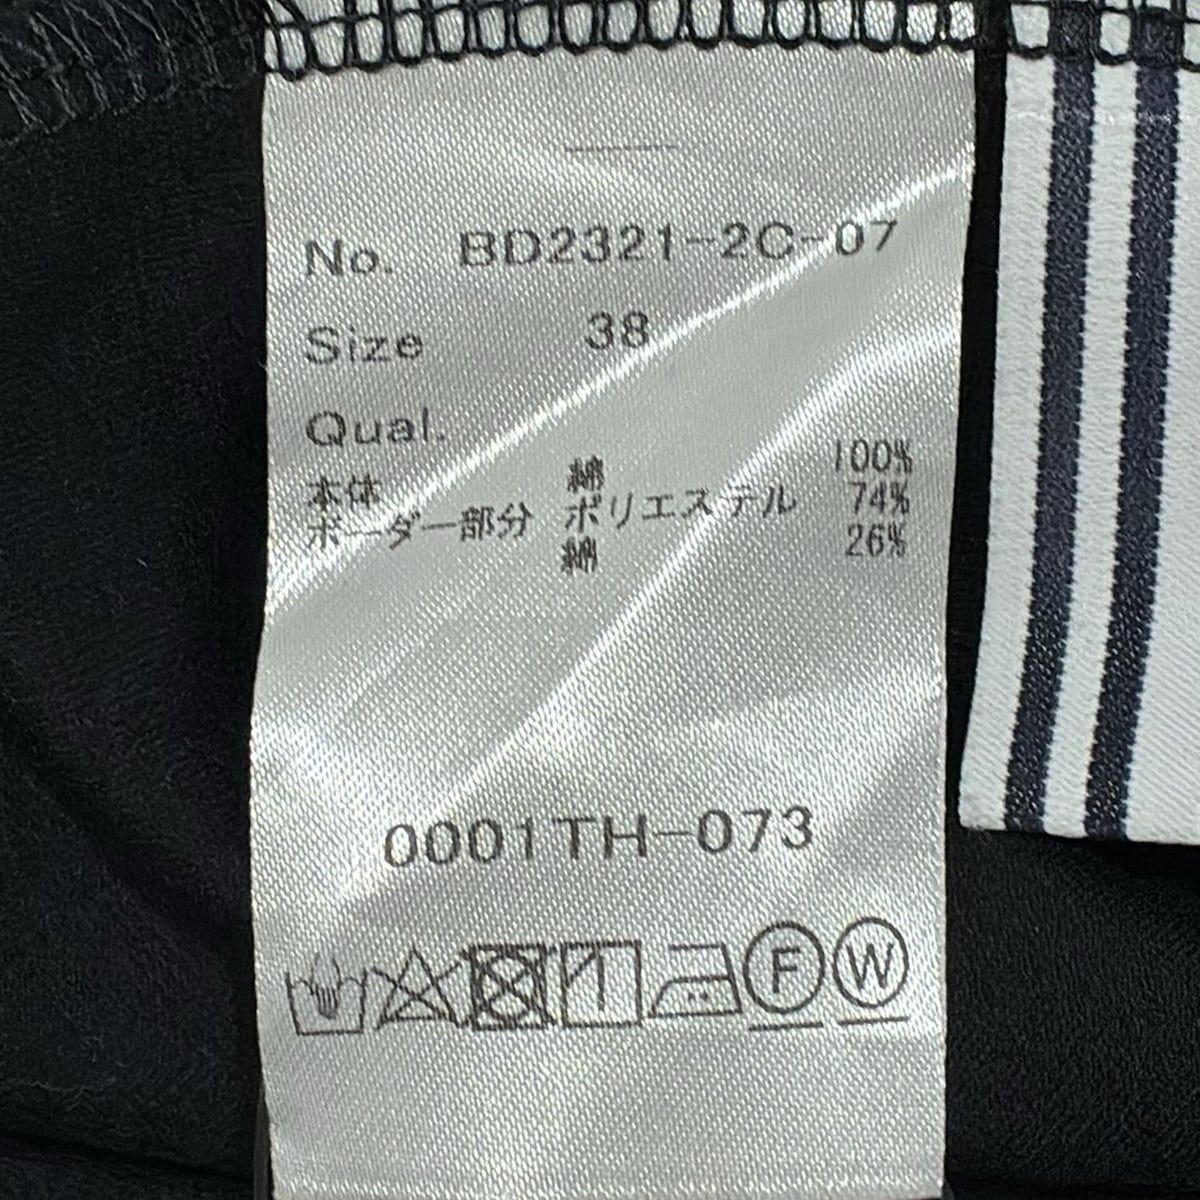 No. BD2321-2C-07
Size 38
Qual.
本体 綿 100%
ボーダー部分 ポリエステル 74%
綿 26%
0001TH-073
F W